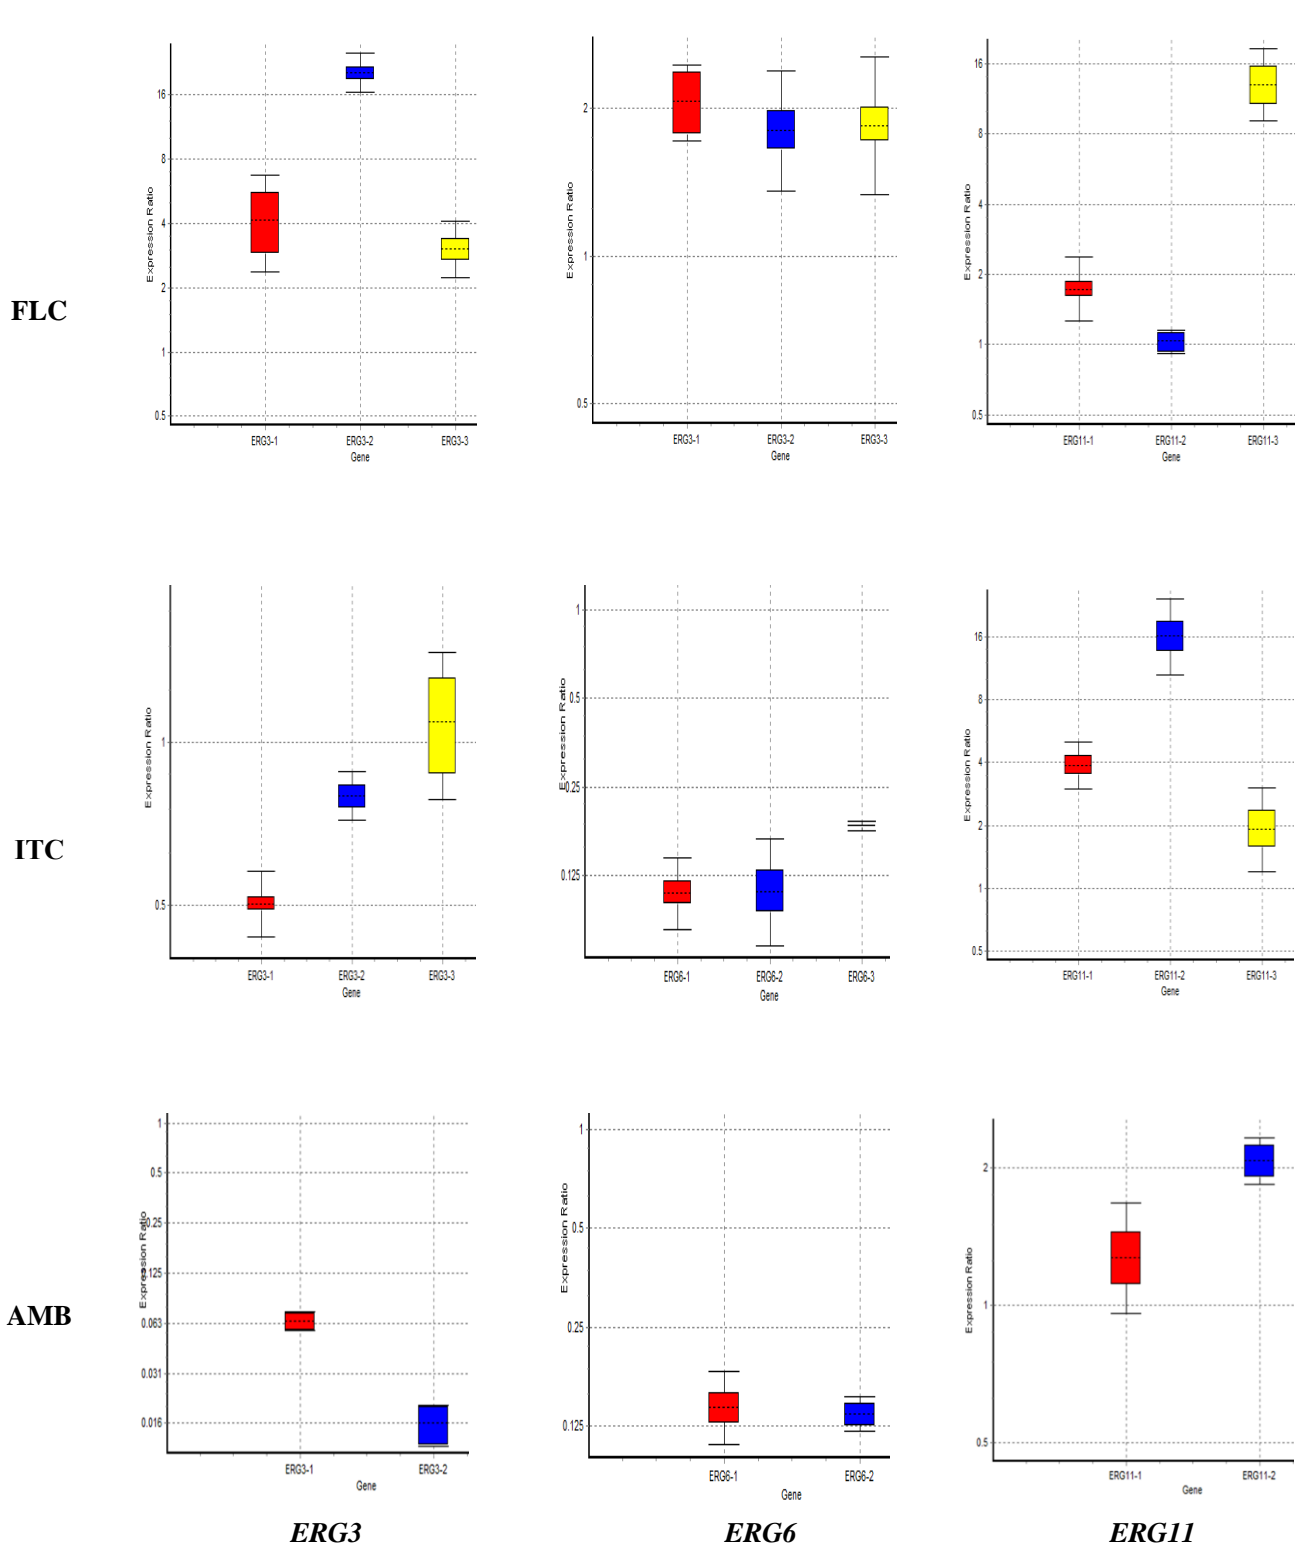 16
8
4
2
1
0.5
Expression Ratio
ERG3-1 ERG3-2 ERG3-3
Gene
2
1
0.5
Expression Ratio
ERG3-1 ERG3-2 ERG3-3
Gene
16
8
4
2
1
0.5
Expression Ratio
ERG11-1 ERG11-2 ERG11-3
Gene
FLC
1
0.5
Expression Ratio
ERG3-1 ERG3-2 ERG3-3
Gene
1
0.5
0.25
0.125
Expression Ratio
ERG6-1 ERG6-2 ERG6-3
Gene
16
8
4
2
1
0.5
Expression Ratio
ERG11-1 ERG11-2 ERG11-3
Gene
ITC
1
0.5
0.25
0.125
0.063
0.031
0.016
Expression Ratio
ERG3-1 ERG3-2
Gene
1
0.5
0.25
0.125
Expression Ratio
ERG6-1 ERG6-2
Gene
2
1
0.5
Expression Ratio
ERG11-1 ERG11-2
Gene
AMB
ERG3 ERG6 ERG11